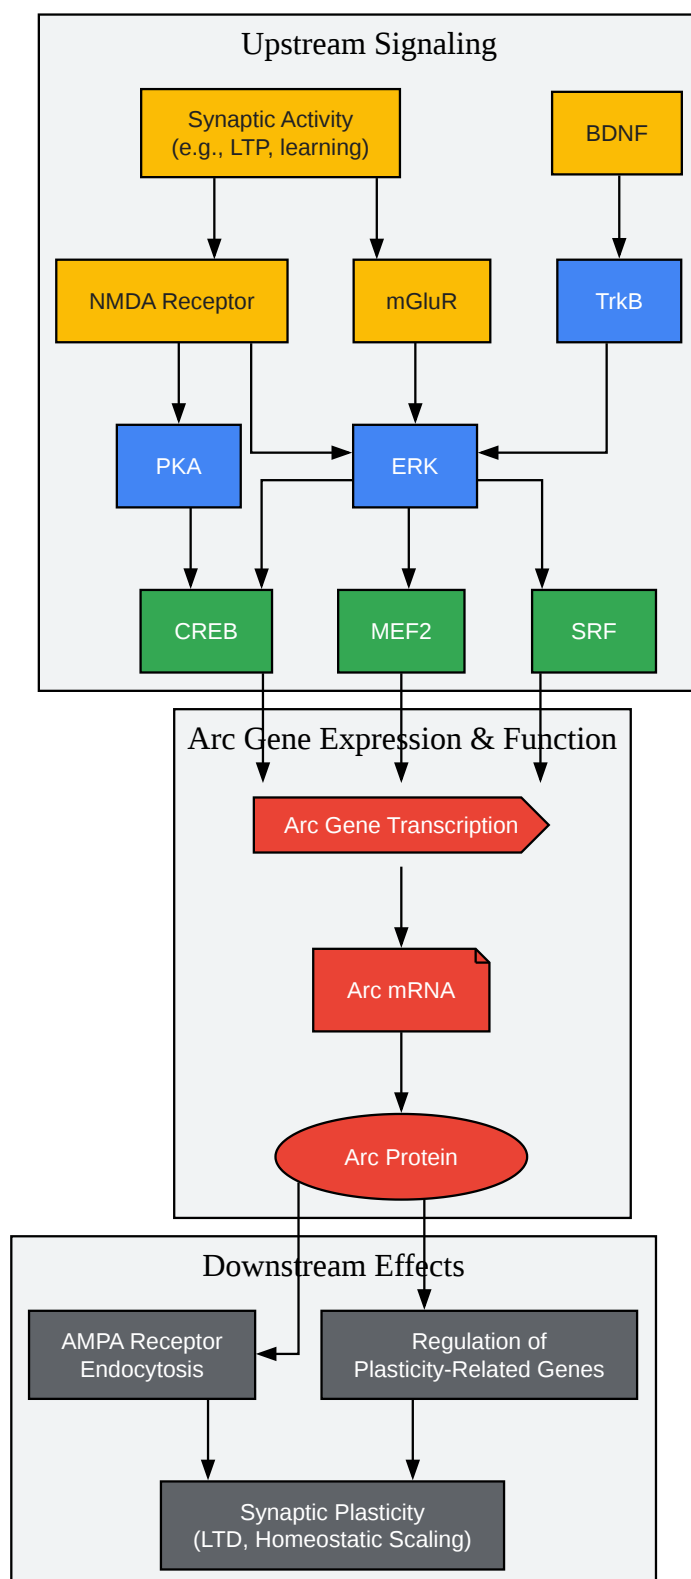 Upstream Signaling
Synaptic Activity
(e.g., LTP, learning)
BDNF
NMDA Receptor
mGluR
TrkB
PKA
ERK
CREB
MEF2
SRF
Arc Gene Expression & Function
Arc Gene Transcription
Arc mRNA
Arc Protein
Downstream Effects
AMPA Receptor
Endocytosis
Regulation of
Plasticity-Related Genes
Synaptic Plasticity
(LTD, Homeostatic Scaling)